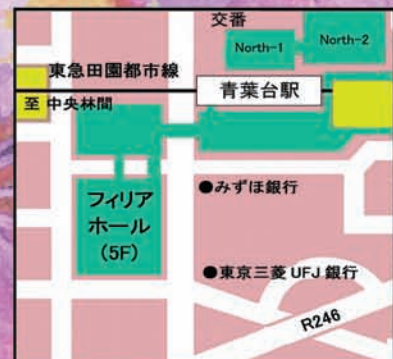 交番
North-1
North-2
東急田園都市線
青葉台駅
至 中央林間
フィリア
ホール
(5F)
●みずほ銀行
●東京三菱 UFJ 銀行
R246